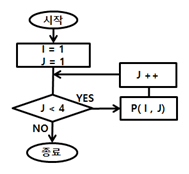 시작
I = 1
J = 1
J ++
J < 4
YES
P( I , J)
NO
종료